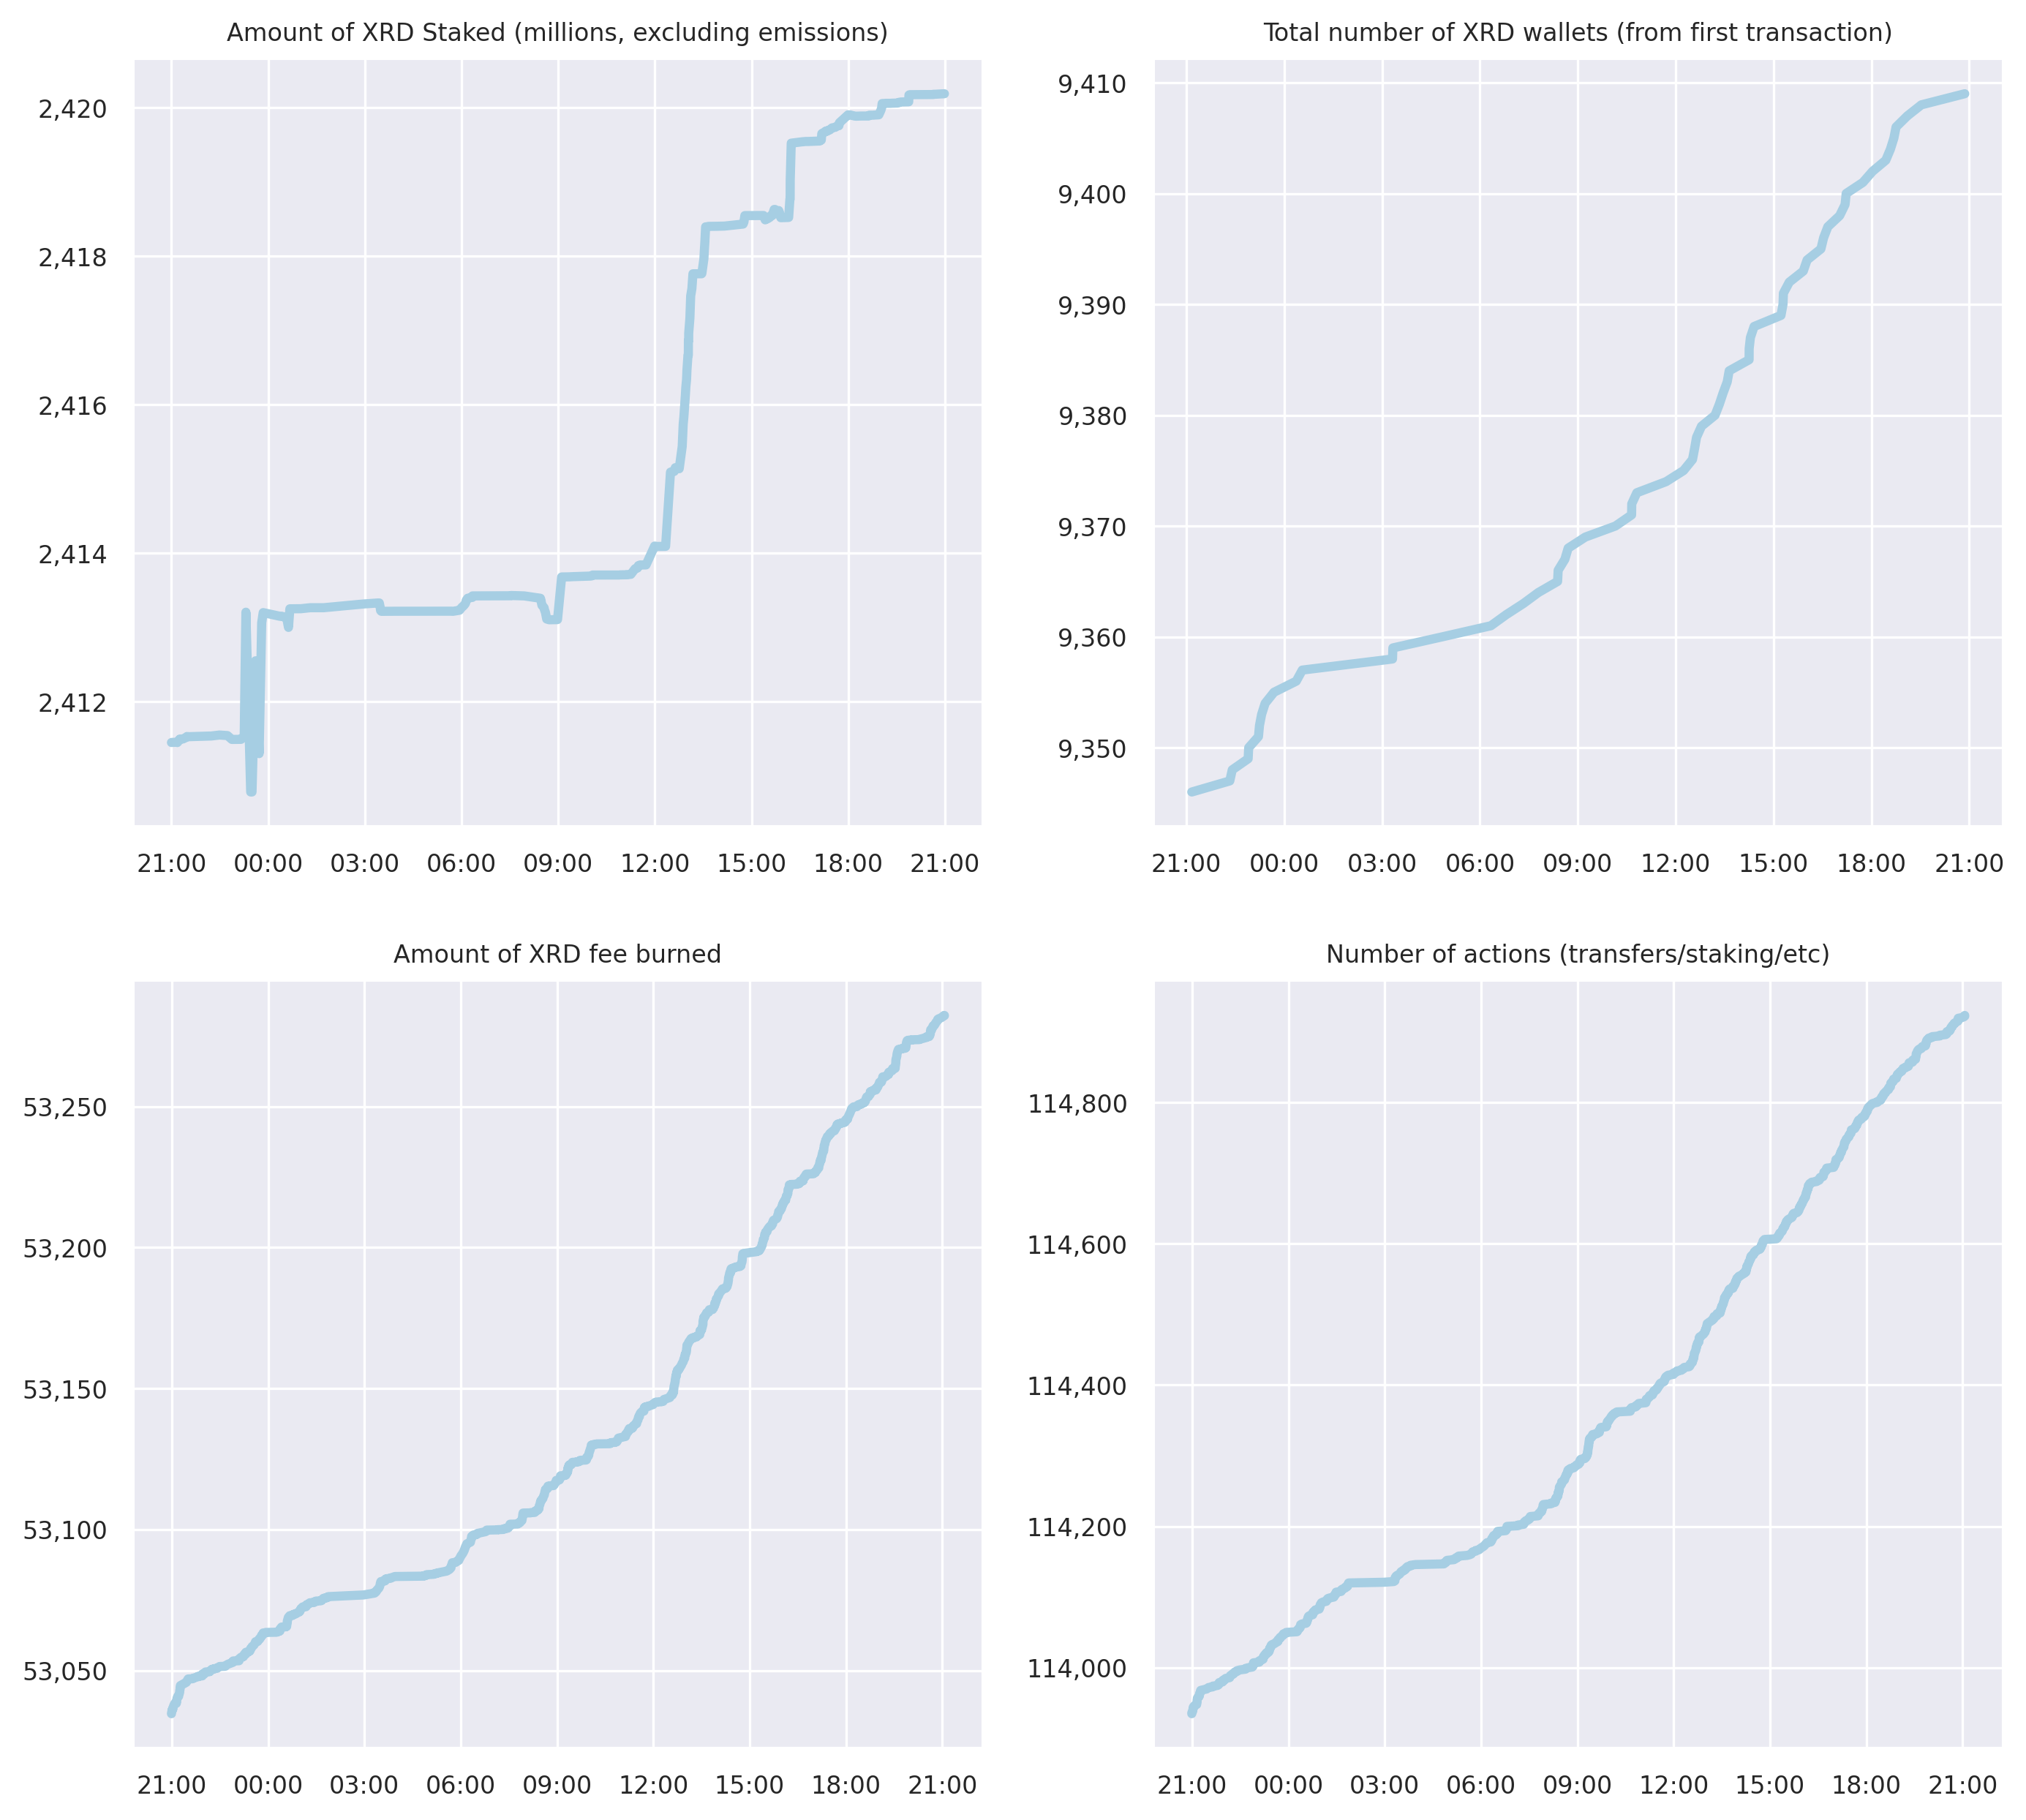 Amount of XRD Staked (millions, excluding emissions)
2,420
2,418
2,416
2,414
2,412
21:00 00:00 03:00 06:00 09:00 12:00 15:00 18:00 21:00
Total number of XRD wallets (from first transaction)
9,410
9,400
9,390
9,380
9,370
9,360
9,350
21:00 00:00 03:00 06:00 09:00 12:00 15:00 18:00 21:00
Amount of XRD fee burned
53,250
53,200
53,150
53,100
53,050
21:00 00:00 03:00 06:00 09:00 12:00 15:00 18:00 21:00
Number of actions (transfers/staking/etc)
114,800
114,600
114,400
114,200
114,000
21:00 00:00 03:00 06:00 09:00 12:00 15:00 18:00 21:00